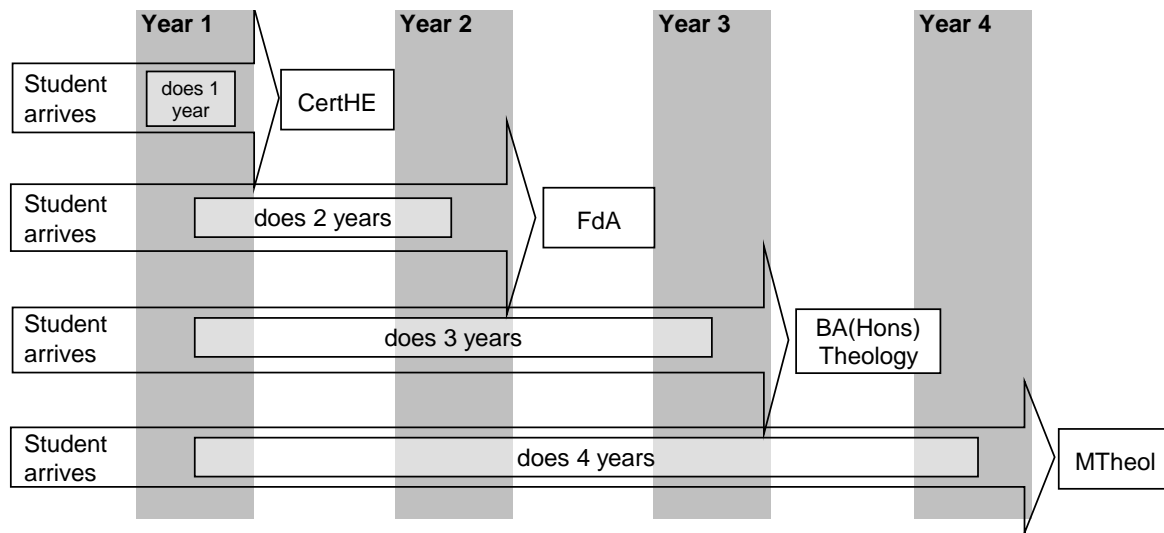 Year 1
Year 2
Year 3
Year 4
Student
arrives
does 1
year
CertHE
Student
arrives
does 2 years
FdA
Student
arrives
does 3 years
BA(Hons)
Theology
Student
arrives
does 4 years
MTheol